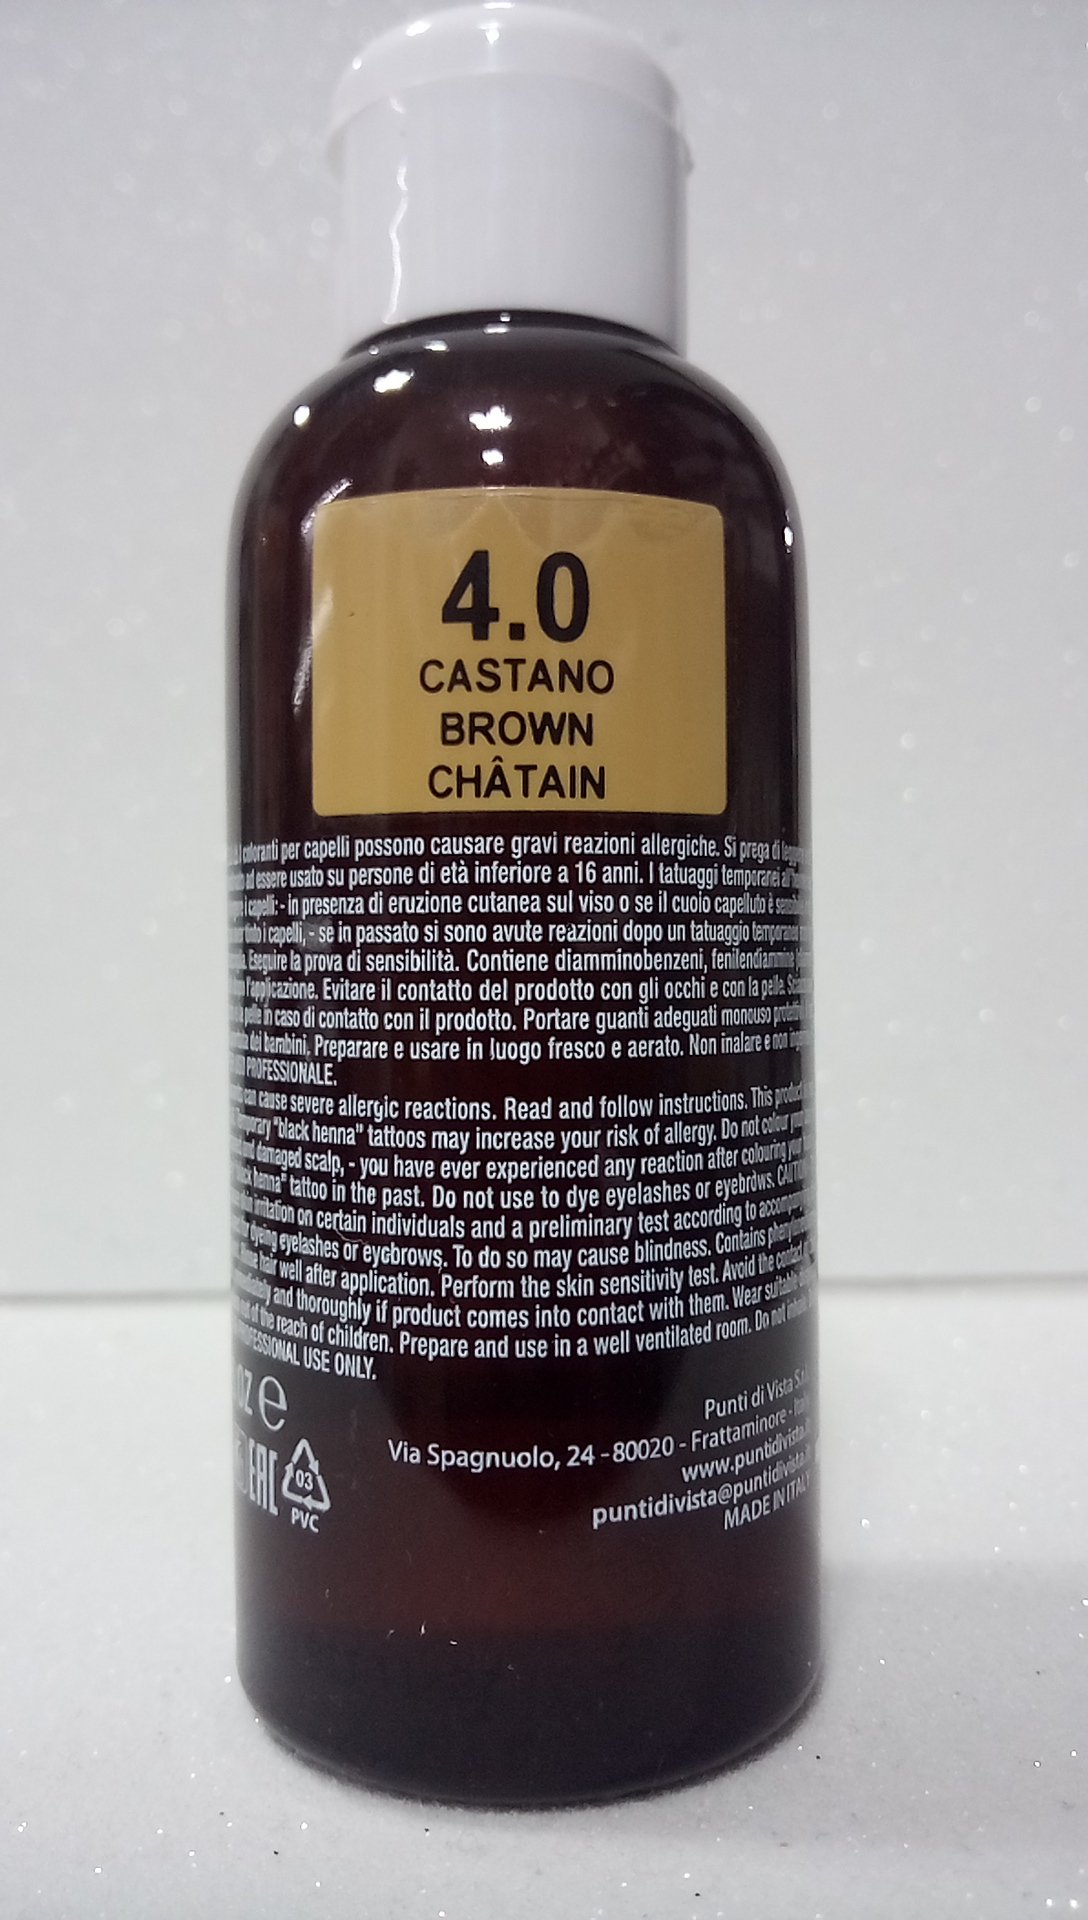 4.0
CASTANO
BROWN
CHÂTAIN
coloranti per capelli possono causare gravi reazioni allergiche. Si prega di
ad essere usato su persone di età inferiore a 16 anni. I tatuaggi temporanei
i capelli: - in presenza di eruzione cutanea sul viso o se il cuoio capelluto è
i capelli, - se in passato si sono avute reazioni dopo un tatuaggio
Eseguire la prova di sensibilità. Contiene diamminobenzeni,
l'applicazione. Evitare il contatto del prodotto con gli occhi e con la pelle.
pelle in caso di contatto con il prodotto. Portare guanti adeguati monouso
dei bambini. Preparare e usare in luogo fresco e aerato. Non inalare e non
PROFESSIONALE.
can cause severe allergic reactions. Read and follow instructions. This product
Temporary "black henna" tattoos may increase your risk of allergy. Do not colour
damaged scalp, - you have ever experienced any reaction after colouring your
henna" tattoo in the past. Do not use to dye eyelashes or eyebrows.
irritation on certain individuals and a preliminary test according to
dyeing eyelashes or eyebrows. To do so may cause blindness. Contains
hair well after application. Perform the skin sensitivity test. Avoid the contact
and thoroughly if product comes into contact with them. Wear
out of the reach of children. Prepare and use in a well ventilated room. Do not
USE ONLY.
OZ e
EAC 03
PVC
Punti di Vista
Via Spagnuolo, 24 - 80020 - Frattaminore -
www.puntidivista.
puntidivista@puntidivista.
MADE IN ITALY